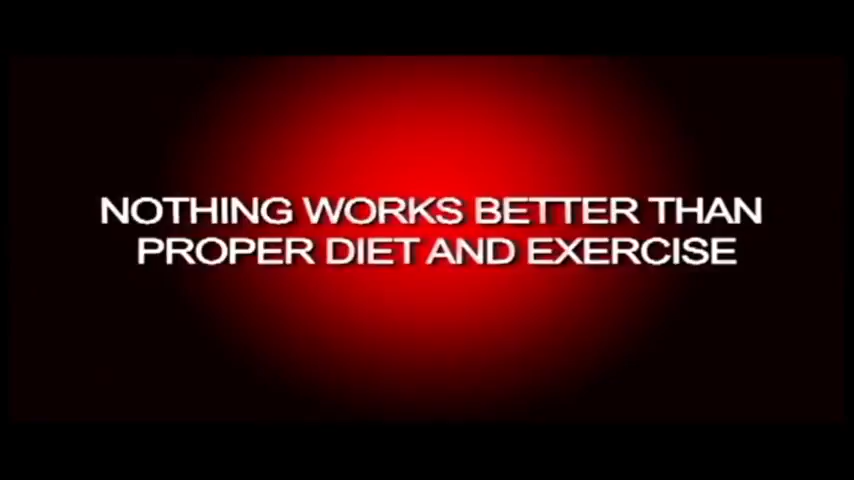 NOTHING WORKS BETTER THAN
PROPER DIET AND EXERCISE